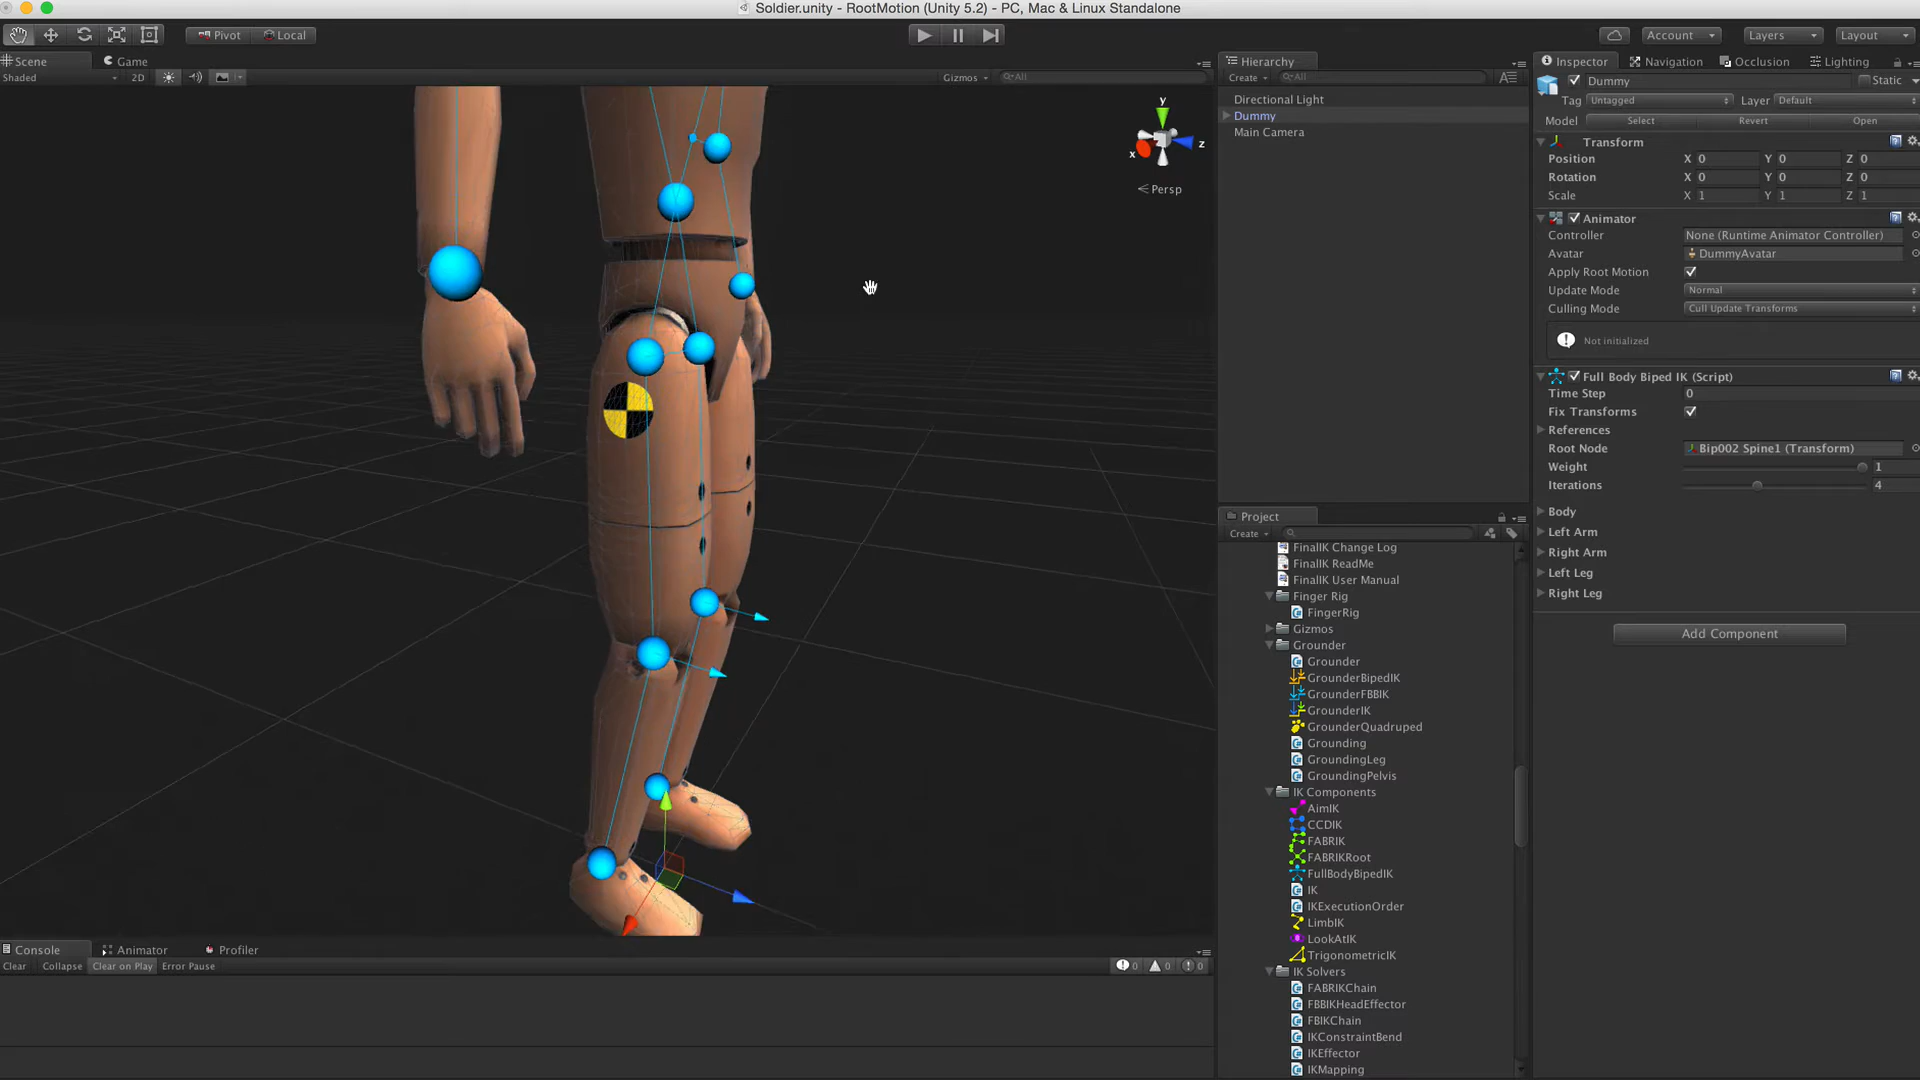 Soldier.unity - RootMotion (Unity 5.2) - PC, Mac & Linux Standalone
Pivot Local
Account Layers Layout
Scene Game
Shaded 2D Gizmos All
y
x z
Persp
Console Animator Profiler
Clear Collapse Clear on Play Error Pause 0 0 0
Hierarchy
Create All
Directional Light
Dummy
Main Camera
Project
Create
FinalIK Change Log
FinalIK ReadMe
FinalIK User Manual
Finger Rig
FingerRig
Gizmos
Grounder
Grounder
GrounderBipedIK
GrounderFBBIK
GrounderIK
GrounderQuadruped
Grounding
GroundingLeg
GroundingPelvis
IK Components
AimIK
CCDIK
FABRIK
FABRIKRoot
FullBodyBipedIK
IK
IKExecutionOrder
LimbIK
LookAtIK
TrigonometricIK
IK Solvers
FABRIKChain
FBBIKHeadEffector
FBIKChain
IKConstraintBend
IKEffector
IKMapping
Inspector Navigation Occlusion Lighting
Dummy Static
Tag Untagged Layer Default
Model Select Revert Open
Transform
Position X 0 Y 0 Z 0
Rotation X 0 Y 0 Z 0
Scale X 1 Y 1 Z 1
Animator
Controller None (Runtime Animator Controller)
Avatar DummyAvatar
Apply Root Motion
Update Mode Normal
Culling Mode Cull Update Transforms
Not initialized
Full Body Biped IK (Script)
Time Step 0
Fix Transforms
References
Root Node Bip002 Spine1 (Transform)
Weight 1
Iterations 4
Body
Left Arm
Right Arm
Left Leg
Right Leg
Add Component